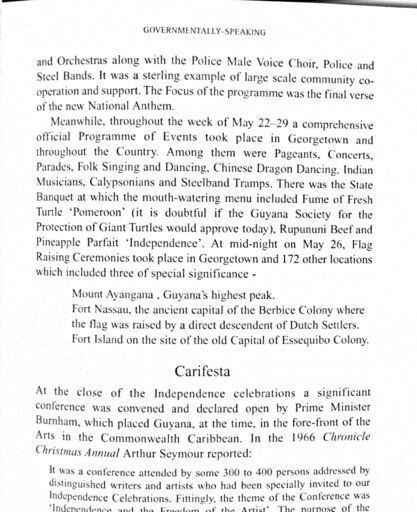 GOVERNMENTALLY-SPEAKING
and Orchestras along with the Police Male Voice Choir, Police and
Steel Bands. It was a sterling example of large scale community co-
operation and support. The Focus of the programme was the final verse
of the new National Anthem.
Meanwhile, throughout the week of May 22–29 a comprehensive
official Programme of Events took place in Georgetown and
throughout the Country. Among them were Pageants, Concerts,
Parades, Folk Singing and Dancing, Chinese Dragon Dancing, Indian
Musicians, Calypsonians and Steelband Tramps. There was the State
Banquet at which the mouth-watering menu included Fume of Fresh
Turtle ‘Pomeroon’ (it is doubtful if the Guyana Society for the
Protection of Giant Turtles would approve today), Rupununi Beef and
Pineapple Parfait ‘Independence’. At mid-night on May 26, Flag
Raising Ceremonies took place in Georgetown and 172 other locations
which included three of special significance -
Mount Ayangana , Guyana’s highest peak.
Fort Nassau, the ancient capital of the Berbice Colony where
the flag was raised by a direct descendent of Dutch Settlers.
Fort Island on the site of the old Capital of Essequibo Colony.
Carifesta
At the close of the Independence celebrations a significant
conference was convened and declared open by Prime Minister
Burnham, which placed Guyana, at the time, in the fore-front of the
Arts in the Commonwealth Caribbean. In the 1966 Chronicle
Christmas Annual Arthur Seymour reported:
It was a conference attended by some 300 to 400 persons addressed by
distinguished writers and artists who had been specially invited to our
Independence Celebrations. Fittingly, the theme of the Conference was
‘Independence and the Freedom of the Artist’. The purpose of the